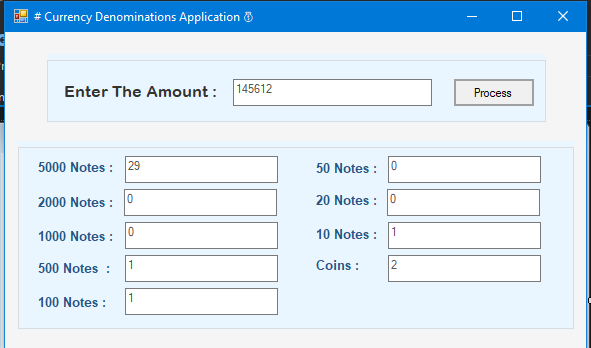 # Currency Denominations Application
Enter The Amount : 145612 Process
5000 Notes : 29
2000 Notes : 0
1000 Notes : 0
500 Notes : 1
100 Notes : 1
50 Notes : 0
20 Notes : 0
10 Notes : 1
Coins : 2